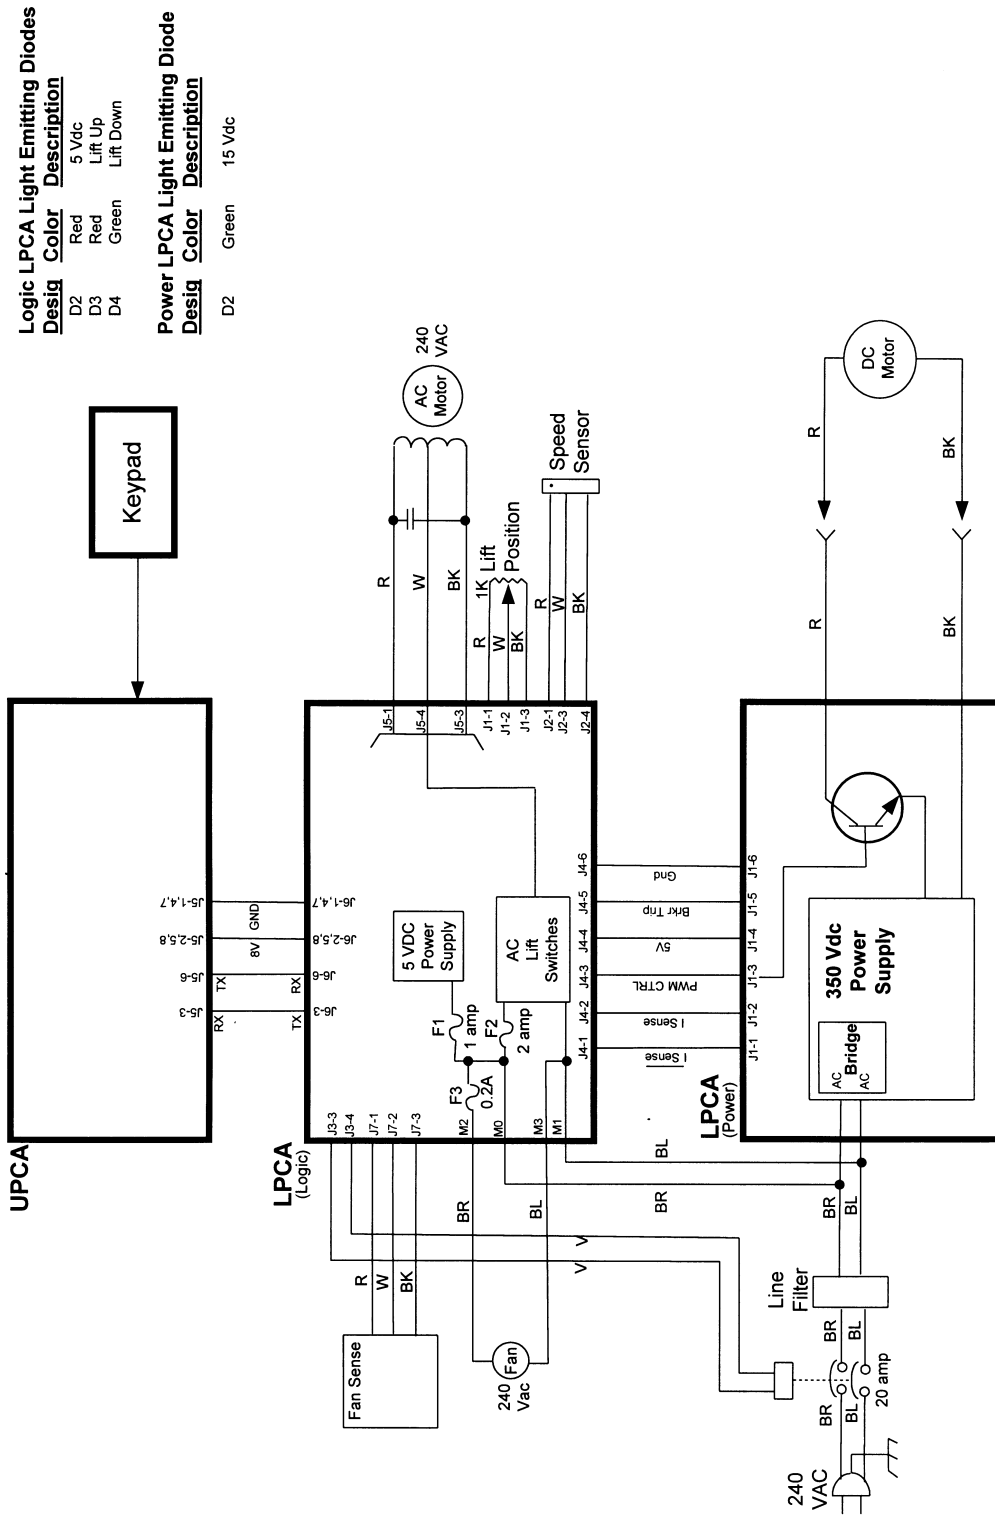 Logic LPCA Light Emitting Diodes
Desig Color Description
D2 Red 5 Vdc
D3 Red Lift Up
D4 Green Lift Down
Power LPCA Light Emitting Diode
Desig Color Description
D2 Green 15 Vdc
Keypad
UPCA
J5-3
J5-6
J5-2,5,8
J5-1,4,7
RX
TX
8V
GND
TX
RX
J6-3
J6-6
J6-2,5,8
J6-1,4,7
LPCA
(Logic)
J3-3
J3-4
J7-1
J7-2
J7-3
M2
M0
M3
M1
F3
0.2A
F1
1 amp
F2
2 amp
5 VDC
Power
Supply
AC
Lift
Switches
J5-1
J5-4
J5-3
J1-1
J1-2
J1-3
J2-1
J2-3
J2-4
R
W
BK
AC
Motor
240
VAC
R
W
BK
1K
Lift
Position
R
W
BK
Speed
Sensor
J4-1
J4-2
J4-3
J4-4
J4-5
J4-6
I Sense
I Sense
PWM CTRL
5V
Brkr Trip
Gnd
J1-1
J1-2
J1-3
J1-4
J1-5
J1-6
LPCA
(Power)
350 Vdc
Power
Supply
Bridge
AC
AC
R
BK
R
BK
DC
Motor
Fan Sense
R
W
BK
240
Vac
Fan
BR
BL
V
V
BR
BL
240
VAC
BR
BL
20 amp
BR
BL
Line
Filter
BR
BL